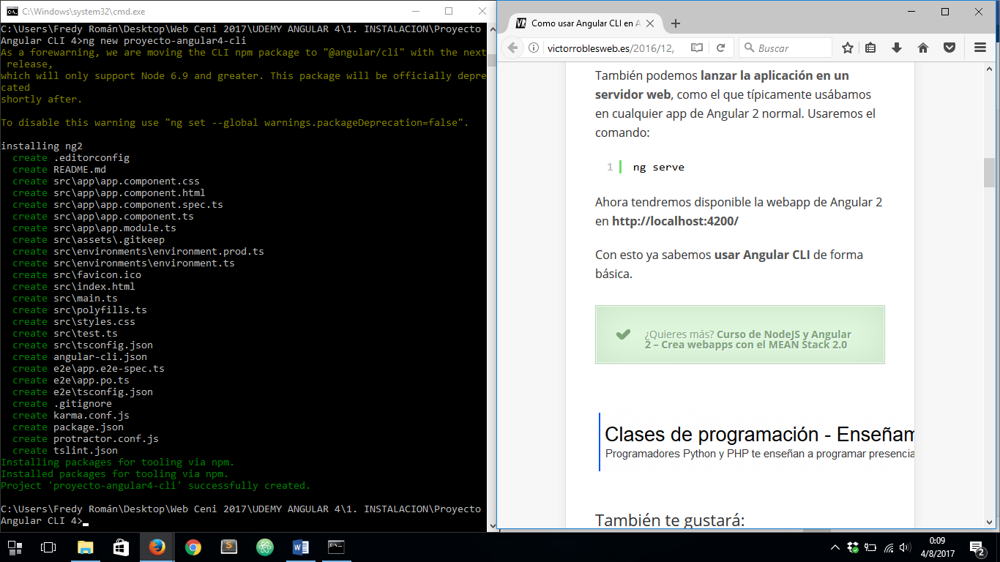 C:\Windows\system32\cmd.exe
C:\Users\Fredy Román\Desktop\Web Ceni 2017\UDEMY ANGULAR 4\1. INSTALACION\Proyecto
Angular CLI 4>ng new proyecto-angular4-cli
As a forewarning, we are moving the CLI npm package to "@angular/cli" with the next
release,
which will only support Node 6.9 and greater. This package will be officially depre
cated
shortly after.
To disable this warning use "ng set --global warnings.packageDeprecation=false".
installing ng2
create .editorconfig
create README.md
create src\app\app.component.css
create src\app\app.component.html
create src\app\app.component.spec.ts
create src\app\app.component.ts
create src\app\app.module.ts
create src\assets\.gitkeep
create src\environments\environment.prod.ts
create src\environments\environment.ts
create src\favicon.ico
create src\index.html
create src\main.ts
create src\polyfills.ts
create src\styles.css
create src\test.ts
create src\tsconfig.json
create angular-cli.json
create e2e\app.e2e-spec.ts
create e2e\app.po.ts
create e2e\tsconfig.json
create .gitignore
create karma.conf.js
create package.json
create protractor.conf.js
create tslint.json
Installing packages for tooling via npm.
Installed packages for tooling via npm.
Project 'proyecto-angular4-cli' successfully created.
C:\Users\Fredy Román\Desktop\Web Ceni 2017\UDEMY ANGULAR 4\1. INSTALACION\Proyecto
Angular CLI 4>
Como usar Angular CLI en A
victorroblesweb.es/2016/12,
Buscar
También podemos lanzar la aplicación en un
servidor web, como el que típicamente usábamos
en cualquier app de Angular 2 normal. Usaremos el
comando:
1 ng serve
Ahora tendremos disponible la webapp de Angular 2
en http://localhost:4200/
Con esto ya sabemos usar Angular CLI de forma
básica.
¿Quieres más? Curso de NodeJS y Angular
2 – Crea webapps con el MEAN Stack 2.0
Clases de programación - Enseñam
Programadores Python y PHP te enseñan a programar presencia
También te gustará:
0:09
4/8/2017
2